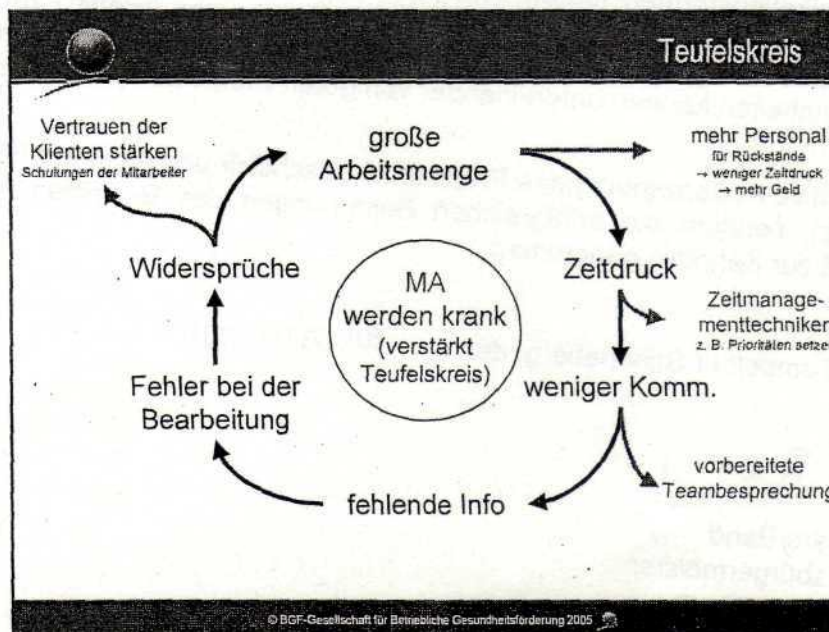 Teufelskreis
Vertrauen der
Klienten stärken
Schulungen der Mitarbeiter
große
Arbeitsmenge
mehr Personal
für Rückstände
→ weniger Zeitdruck
→ mehr Geld
Widersprüche
MA
werden krank
(verstärkt
Teufelskreis)
Zeitdruck
Zeitmanage-
menttechniken
z. B. Prioritäten setzen
Fehler bei der
Bearbeitung
weniger Komm.
fehlende Info
vorbereitete
Teambesprechung
© BGF-Gesellschaft für Betriebliche Gesundheitsförderung 2005